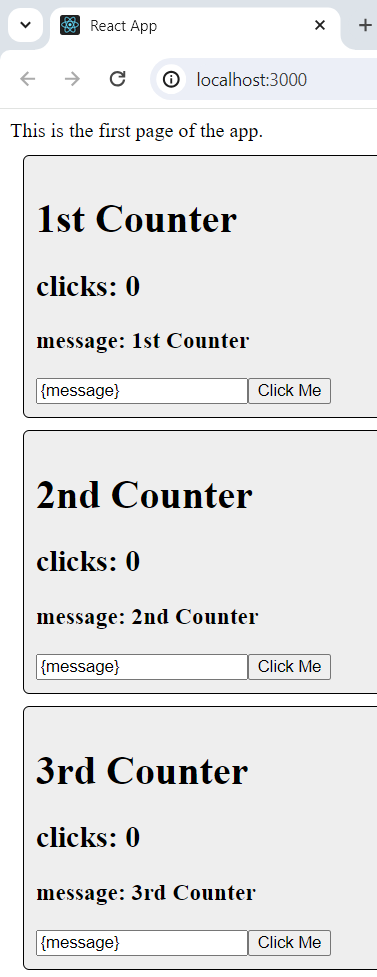 React App
localhost:3000
This is the first page of the app.
1st Counter
clicks: 0
message: 1st Counter
{message} Click Me
2nd Counter
clicks: 0
message: 2nd Counter
{message} Click Me
3rd Counter
clicks: 0
message: 3rd Counter
{message} Click Me